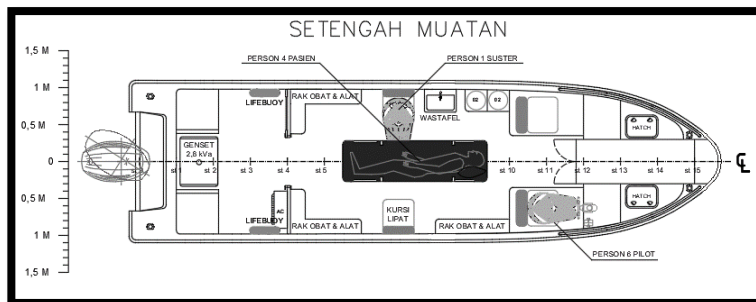 SETENGAH MUATAN
1,5 M
PERSON 4 PASIEN
PERSON 1 SUSTER
1 M
LIFEBUOY
RAK OBAT & ALAT
WASTAFEL
HATCH
0,5 M
GENSET
2,8 kVa
0
st 1
st 2
st 3
st 4
st 5
st 10
st 11
st 12
st 13
st 14
st 15
CL
0,5 M
AC
KURSI
LIPAT
HATCH
LIFEBUOY
RAK OBAT & ALAT
RAK OBAT & ALAT
1 M
PERSON 6 PILOT
1,5 M